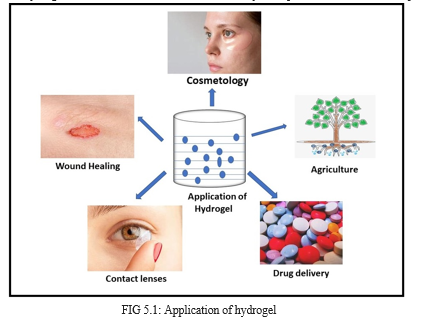 Cosmetology
Wound Healing
Agriculture
Application of
Hydrogel
Contact lenses
Drug delivery
FIG 5.1: Application of hydrogel